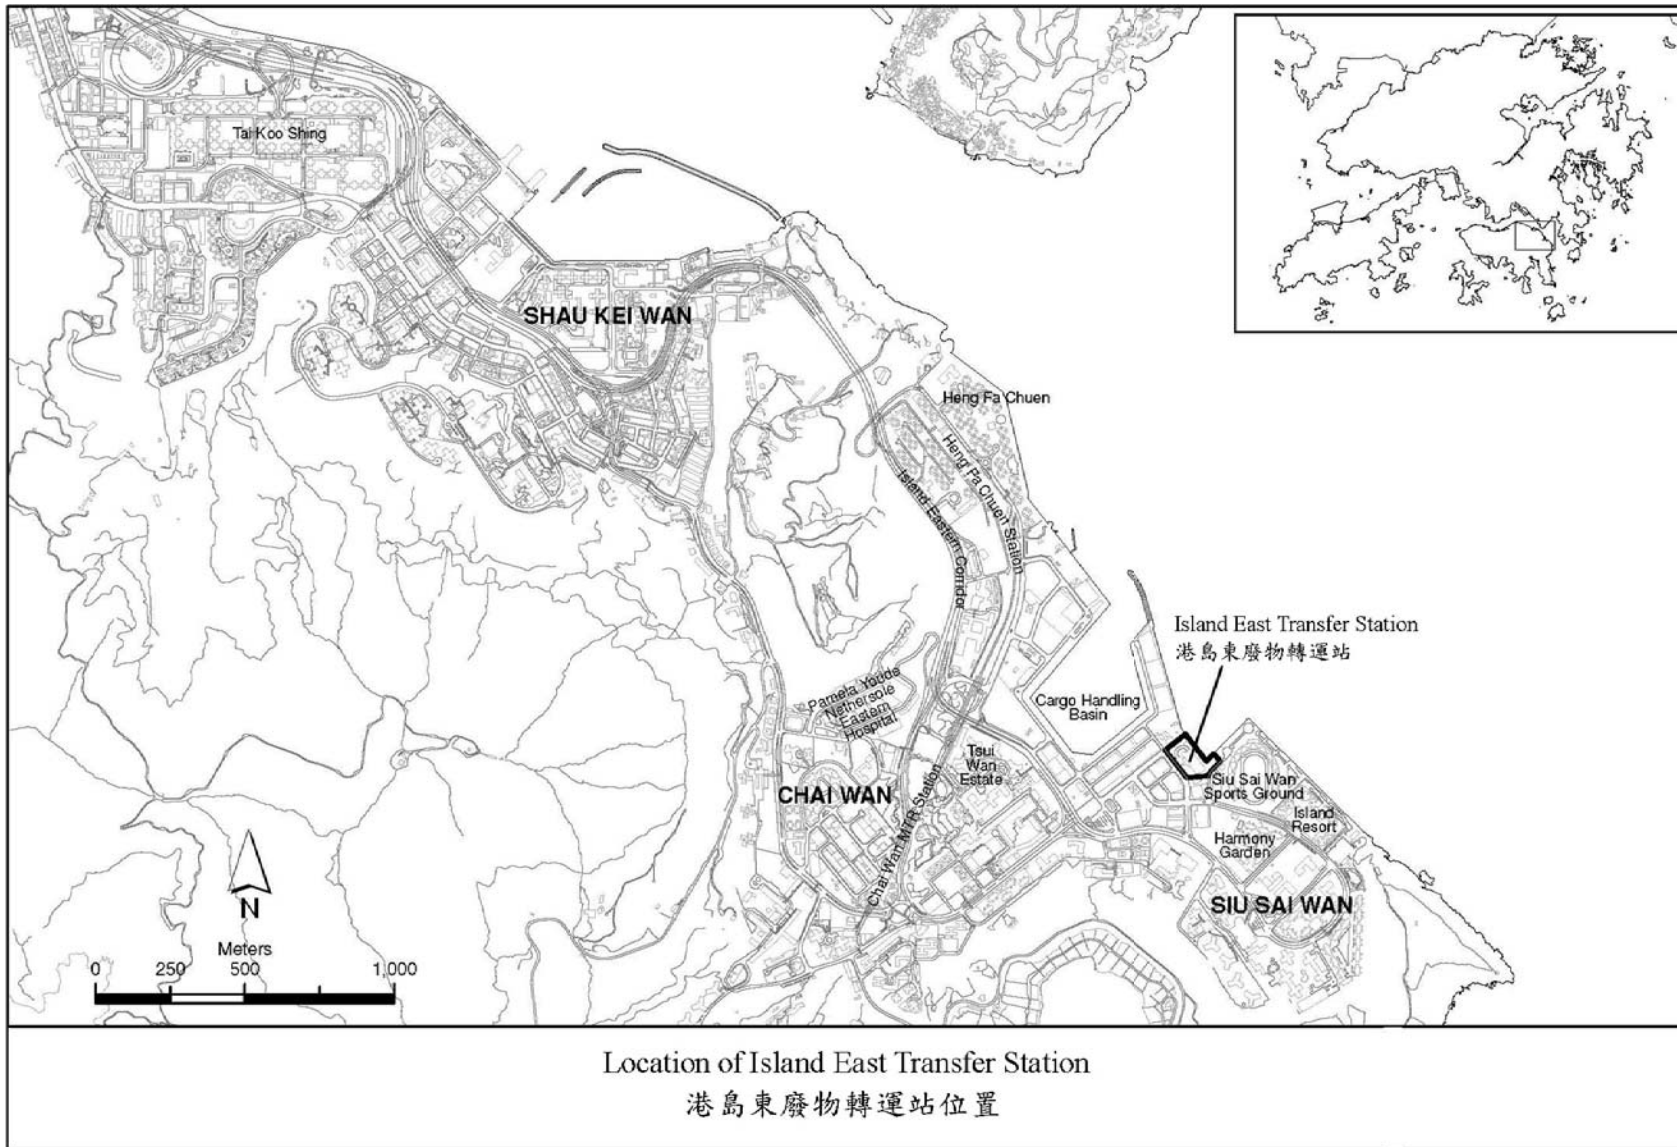 Tai Koo Shing
SHAU KEI WAN
Heng Fa Chuen
Heng Fa Chuen Station
Island Eastern Corridor
Island East Transfer Station
港島東廢物轉運站
Pamela Youde
Nethersole
Eastern
Hospital
Cargo Handling
Basin
Tsui
Wan
Estate
CHAI WAN
Chai Wan MTR Station
Siu Sai Wan
Sports Ground
Island
Resort
Harmony
Garden
SIU SAI WAN
N
Meters
0 250 500 1,000
Location of Island East Transfer Station
港島東廢物轉運站位置